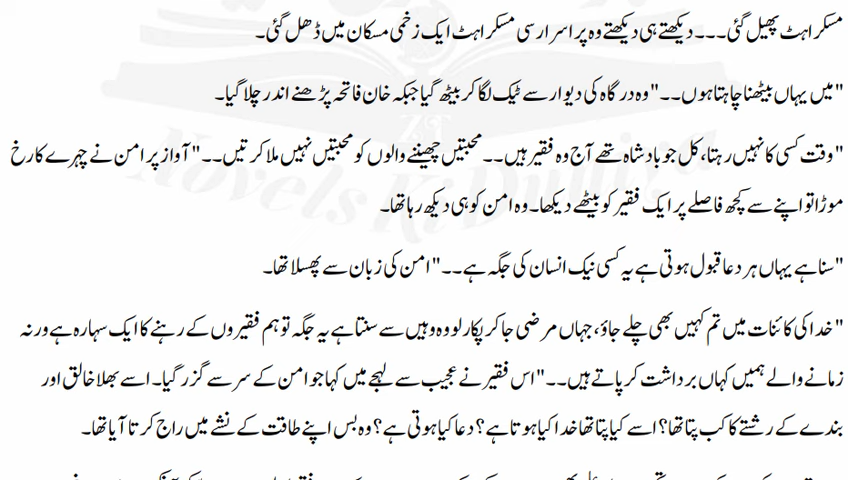 مسکراہٹ پھیل گئی۔۔۔ دیکھتے ہی دیکھتے وہ پر اسرار سی مسکراہٹ ایک زخمی مسکان میں ڈھل گئی۔
"میں یہاں بیٹھنا چاہتا ہوں۔۔" وہ درگاہ کی دیوار سے ٹیک لگا کر بیٹھ گیا جبکہ خان فاتحہ پڑھنے اندر چلا گیا۔
"وقت کسی کا نہیں رہتا، کل جو بادشاہ تھے آج وہ فقیر ہیں۔۔ محبتیں چھیننے والوں کو محبتیں نہیں ملا کرتیں۔۔" آواز پر امن نے چہرے کا رخ
موڑا تو اپنے سے کچھ فاصلے پر ایک فقیر کو بیٹھے دیکھا۔ وہ امن کو ہی دیکھ رہا تھا۔
"سنا ہے یہاں ہر دعا قبول ہوتی ہے یہ کسی نیک انسان کی جگہ ہے۔۔" امن کی زبان سے پھسلا تھا۔
"خدا کی کائنات میں تم کہیں بھی چلے جاؤ، جہاں مرضی جا کر پکار لو وہ وہیں سے سنتا ہے یہ جگہ تو ہم فقیروں کے رہنے کا ایک سہارہ ہے ورنہ
زمانے والے ہمیں کہاں برداشت کر پاتے ہیں۔۔" اس فقیر نے عجیب سے لہجے میں کہا جو امن کے سر سے گزر گیا۔ اسے بھلا خالق اور
بندے کے رشتے کا کب پتا تھا؟ اسے کیا پتا تھا خدا کیا ہوتا ہے؟ دعا کیا ہوتی ہے؟ وہ بس اپنے طاقت کے نشے میں راج کرتا آیا تھا۔
Novels Ki Duniya